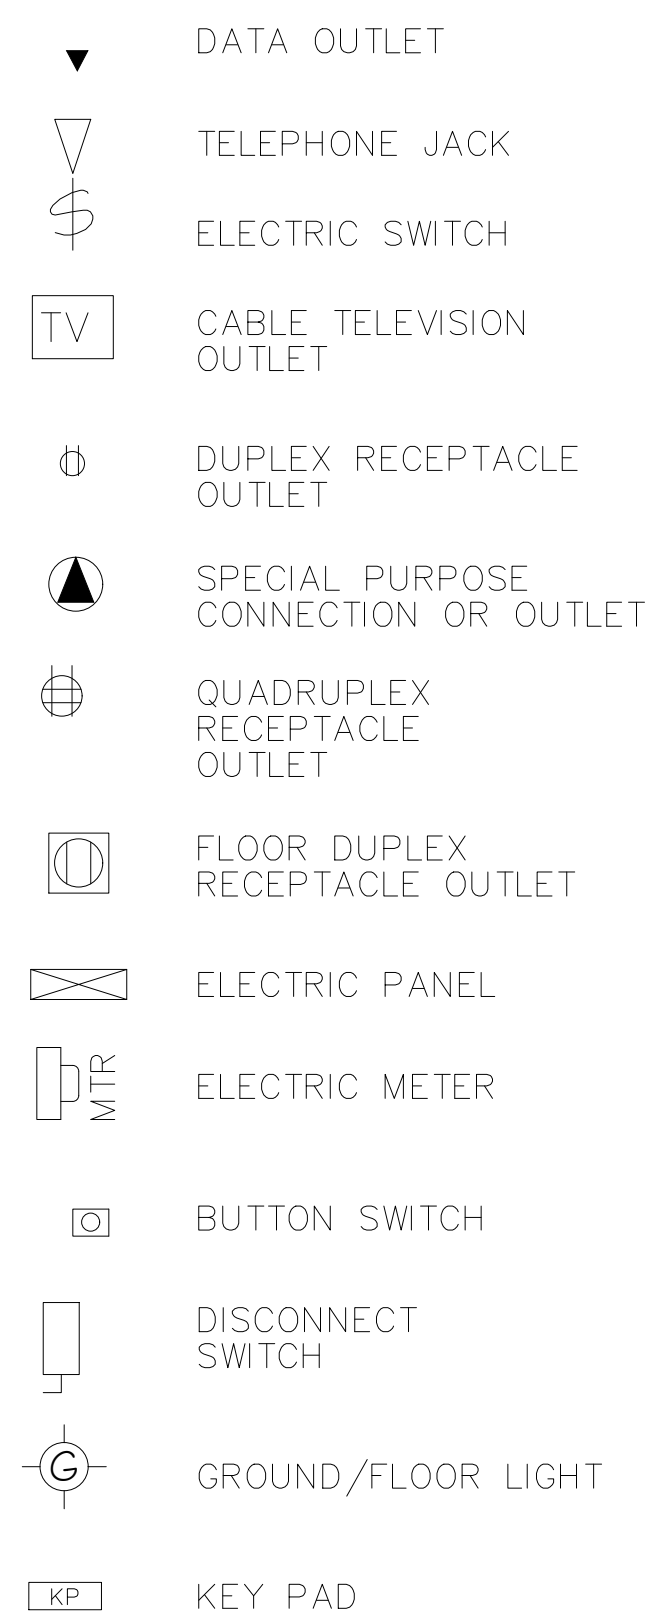 DATA OUTLET
TELEPHONE JACK
$
ELECTRIC SWITCH
TV
CABLE TELEVISION
OUTLET
DUPLEX RECEPTACLE
OUTLET
SPECIAL PURPOSE
CONNECTION OR OUTLET
QUADRUPLEX
RECEPTACLE
OUTLET
FLOOR DUPLEX
RECEPTACLE OUTLET
ELECTRIC PANEL
MTR
ELECTRIC METER
BUTTON SWITCH
DISCONNECT
SWITCH
G
GROUND/FLOOR LIGHT
KP
KEY PAD